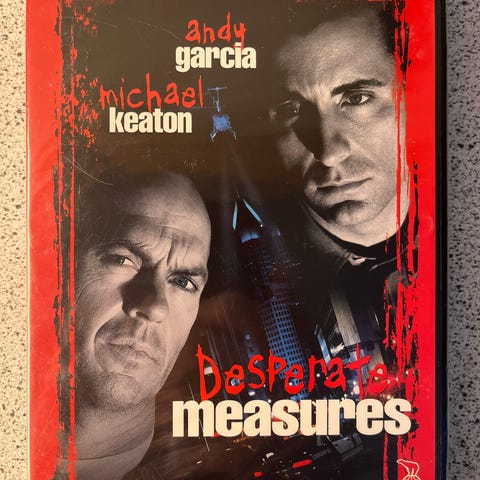 andy
garcia
michael
keaton
Desperate
measures